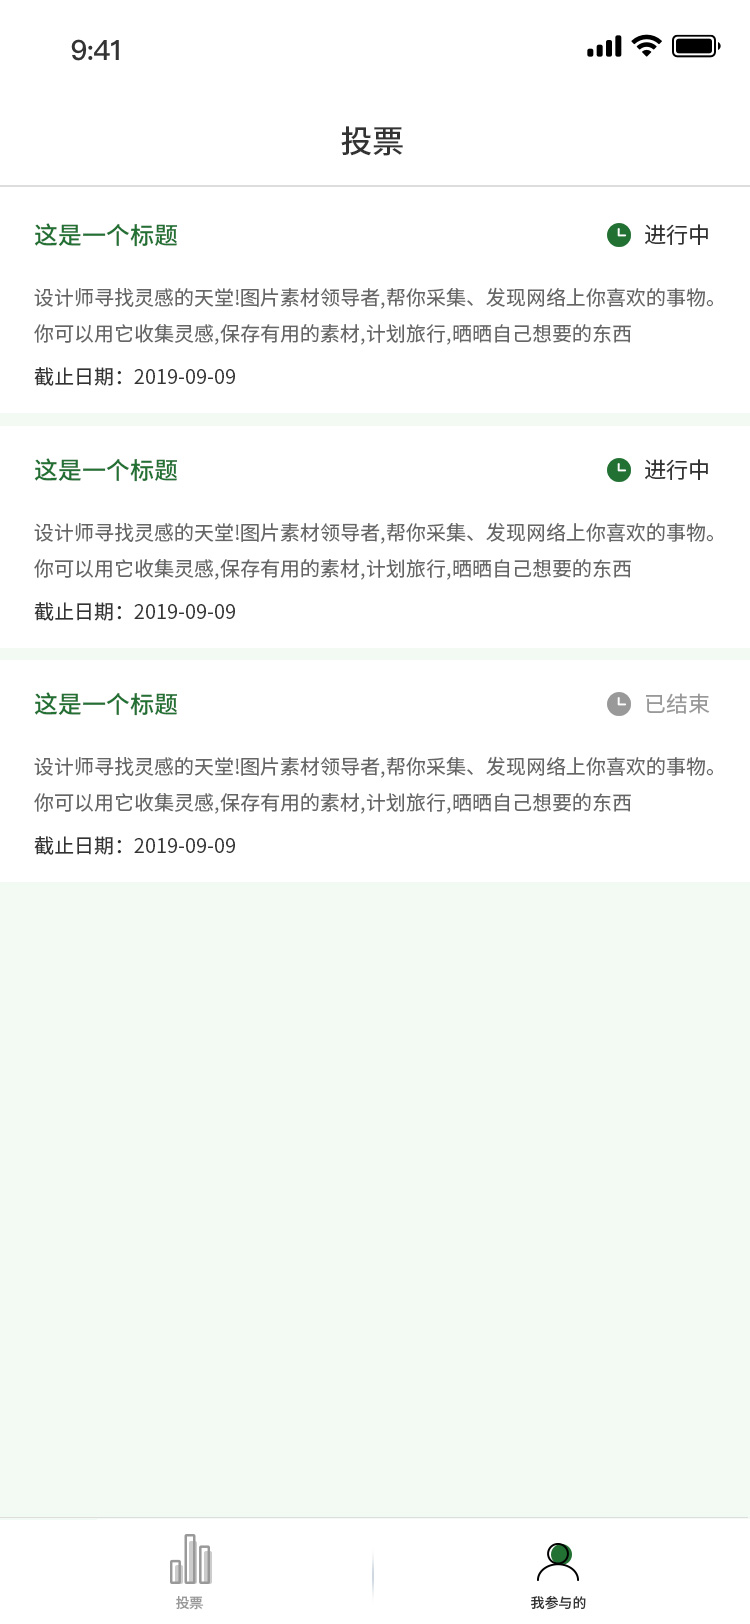 9:41
投票
这是一个标题
进行中
设计师寻找灵感的天堂!图片素材领导者,帮你采集、发现网络上你喜欢的事物。
你可以用它收集灵感,保存有用的素材,计划旅行,晒晒自己想要的东西
截止日期：2019-09-09
这是一个标题
进行中
设计师寻找灵感的天堂!图片素材领导者,帮你采集、发现网络上你喜欢的事物。
你可以用它收集灵感,保存有用的素材,计划旅行,晒晒自己想要的东西
截止日期：2019-09-09
这是一个标题
已结束
设计师寻找灵感的天堂!图片素材领导者,帮你采集、发现网络上你喜欢的事物。
你可以用它收集灵感,保存有用的素材,计划旅行,晒晒自己想要的东西
截止日期：2019-09-09
投票
我参与的